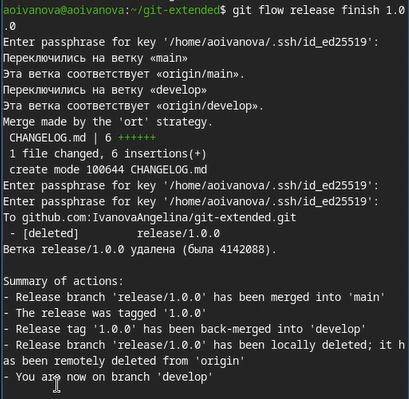 aoivanova@aoivanova:~/git-extended$ git flow release finish 1.0
.0
Enter passphrase for key '/home/aoivanova/.ssh/id_ed25519':
Переключились на ветку «main»
Эта ветка соответствует «origin/main».
Переключились на ветку «develop»
Эта ветка соответствует «origin/develop».
Merge made by the 'ort' strategy.
 CHANGELOG.md | 6 ++++++
 1 file changed, 6 insertions(+)
 create mode 100644 CHANGELOG.md
Enter passphrase for key '/home/aoivanova/.ssh/id_ed25519':
Enter passphrase for key '/home/aoivanova/.ssh/id_ed25519':
To github.com:IvanovaAngelina/git-extended.git
 - [deleted]         release/1.0.0
Ветка release/1.0.0 удалена (была 4142088).
Summary of actions:
- Release branch 'release/1.0.0' has been merged into 'main'
- The release was tagged '1.0.0'
- Release tag '1.0.0' has been back-merged into 'develop'
- Release branch 'release/1.0.0' has been locally deleted; it h
as been remotely deleted from 'origin'
- You are now on branch 'develop'